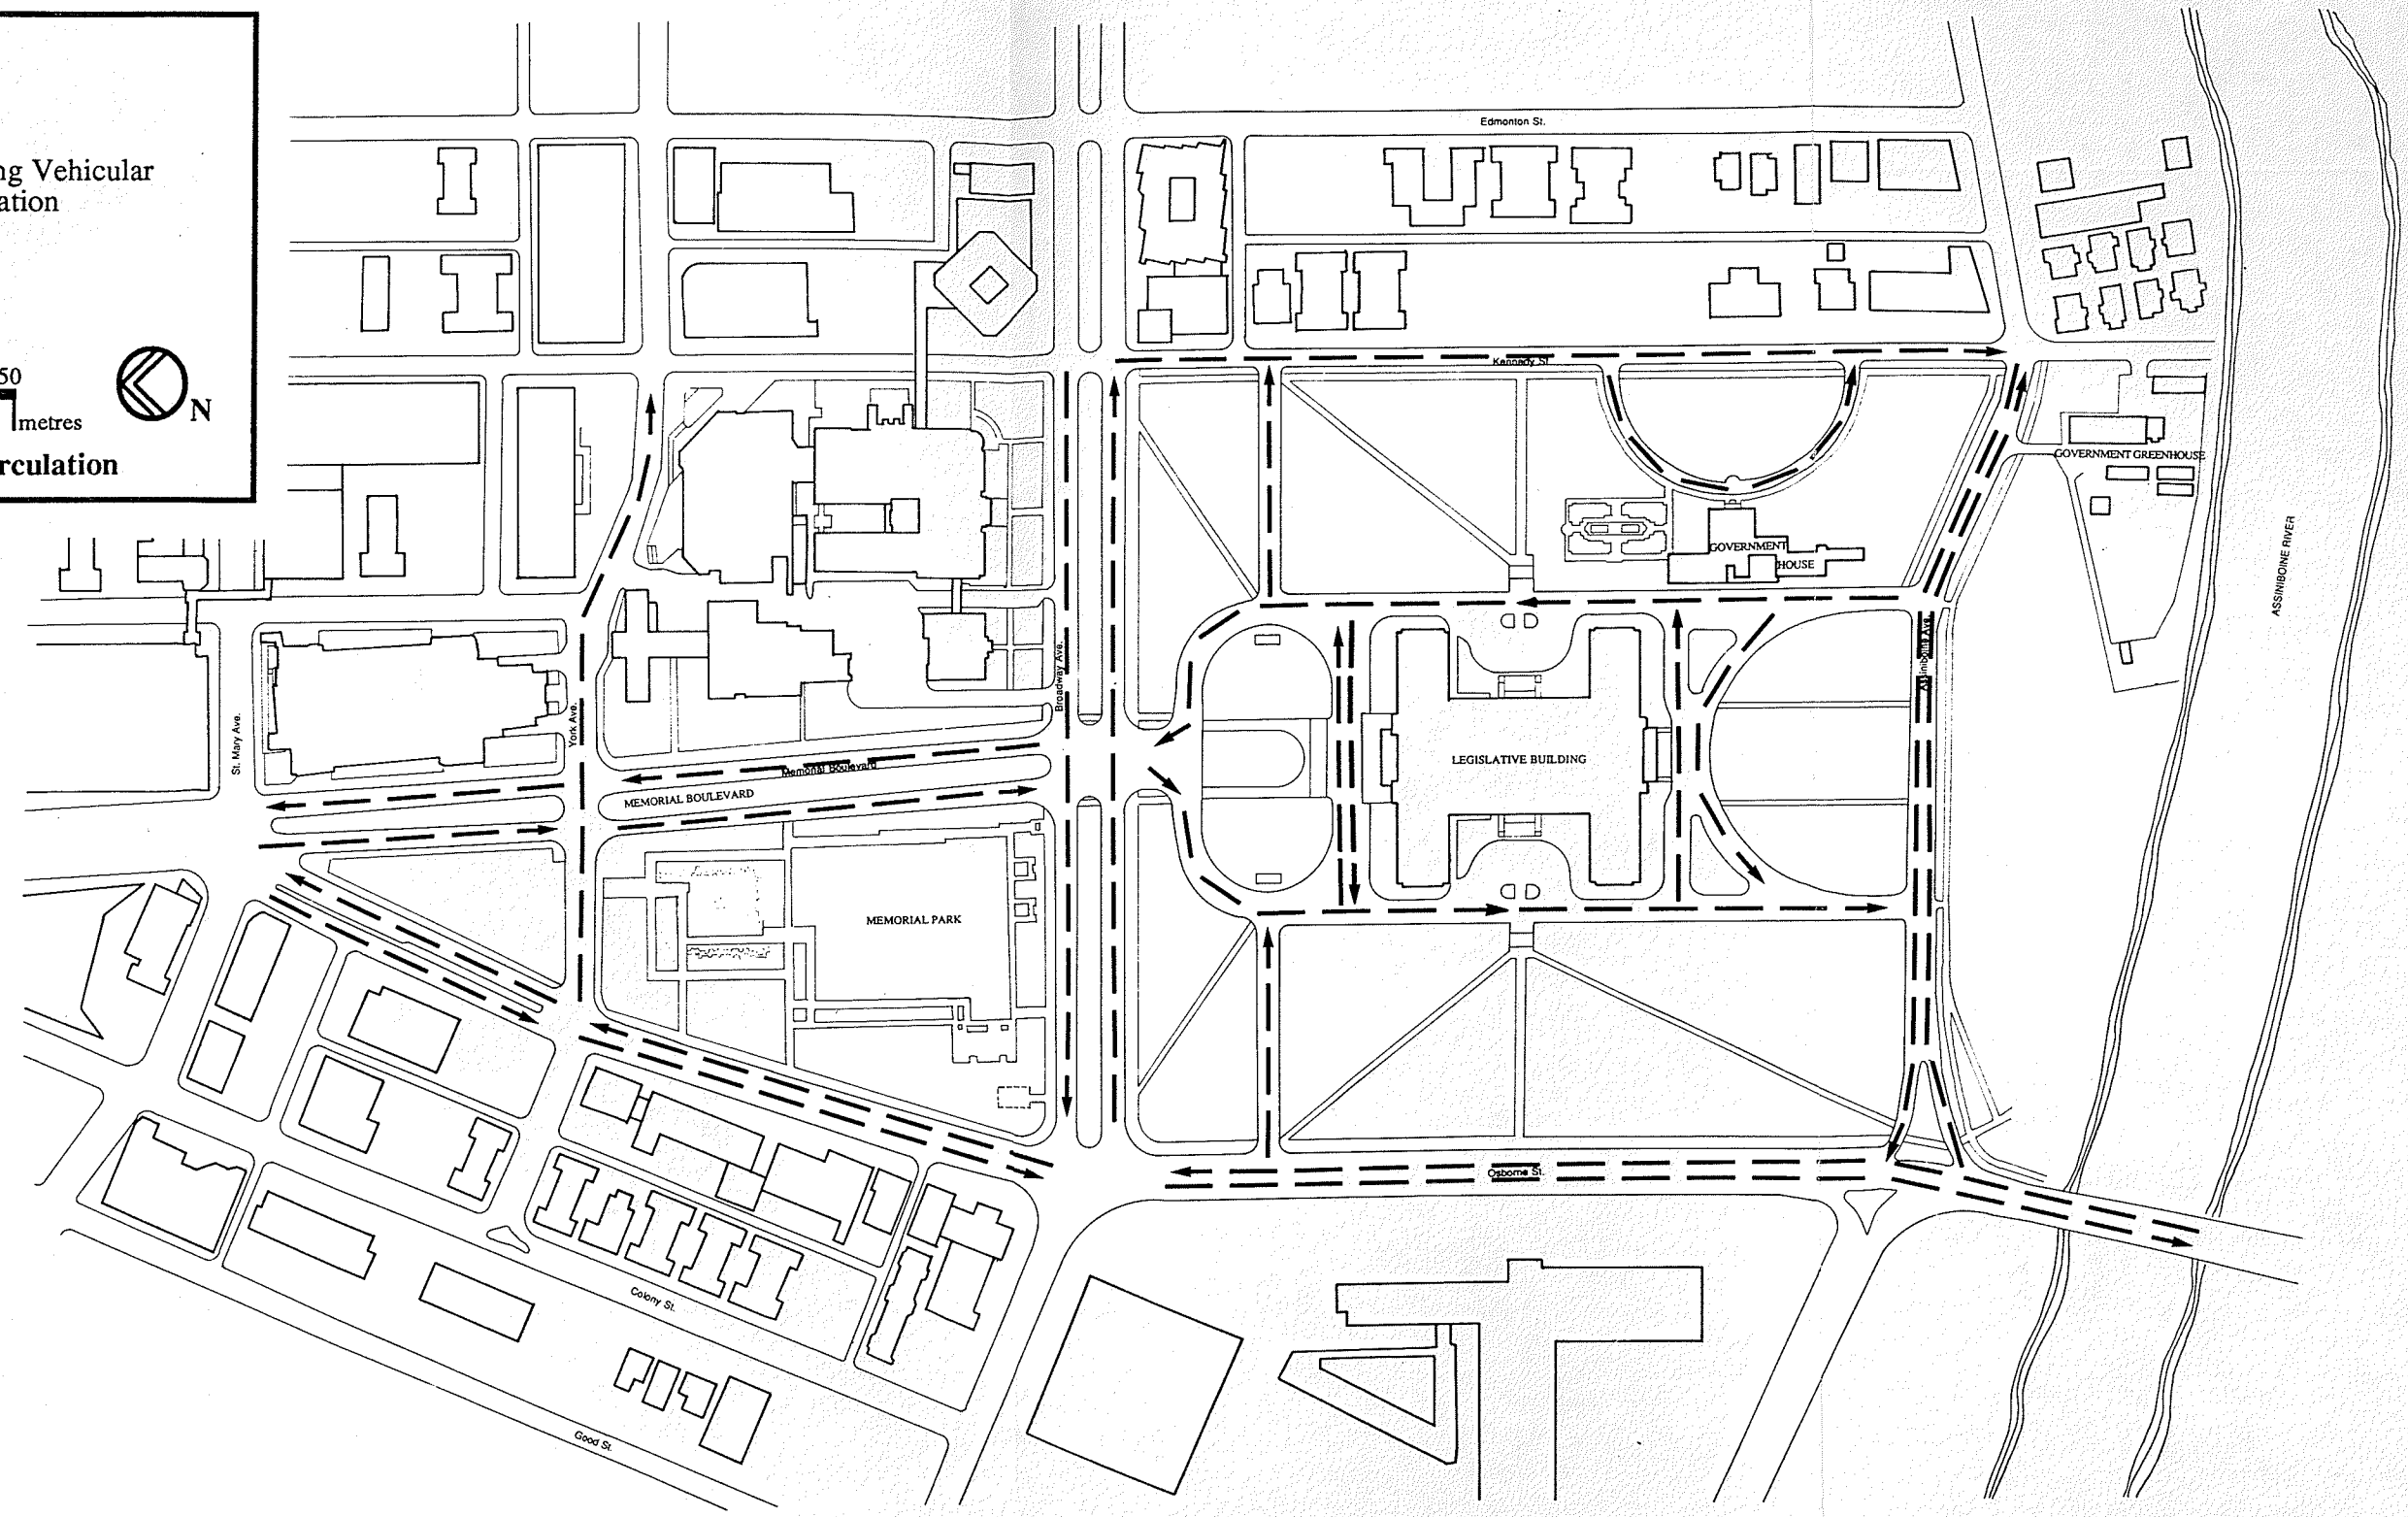 ng Vehicular
ation
50
metres
N
rculation
Edmonton St.
Kennedy St.
GOVERNMENT GREENHOUSE
GOVERNMENT
HOUSE
ASSINIBOINE RIVER
Assiniboine Ave.
Broadway Ave.
York Ave.
St. Mary Ave.
Memorial Boulevard
MEMORIAL BOULEVARD
LEGISLATIVE BUILDING
MEMORIAL PARK
Osborne St.
Colony St.
Good St.